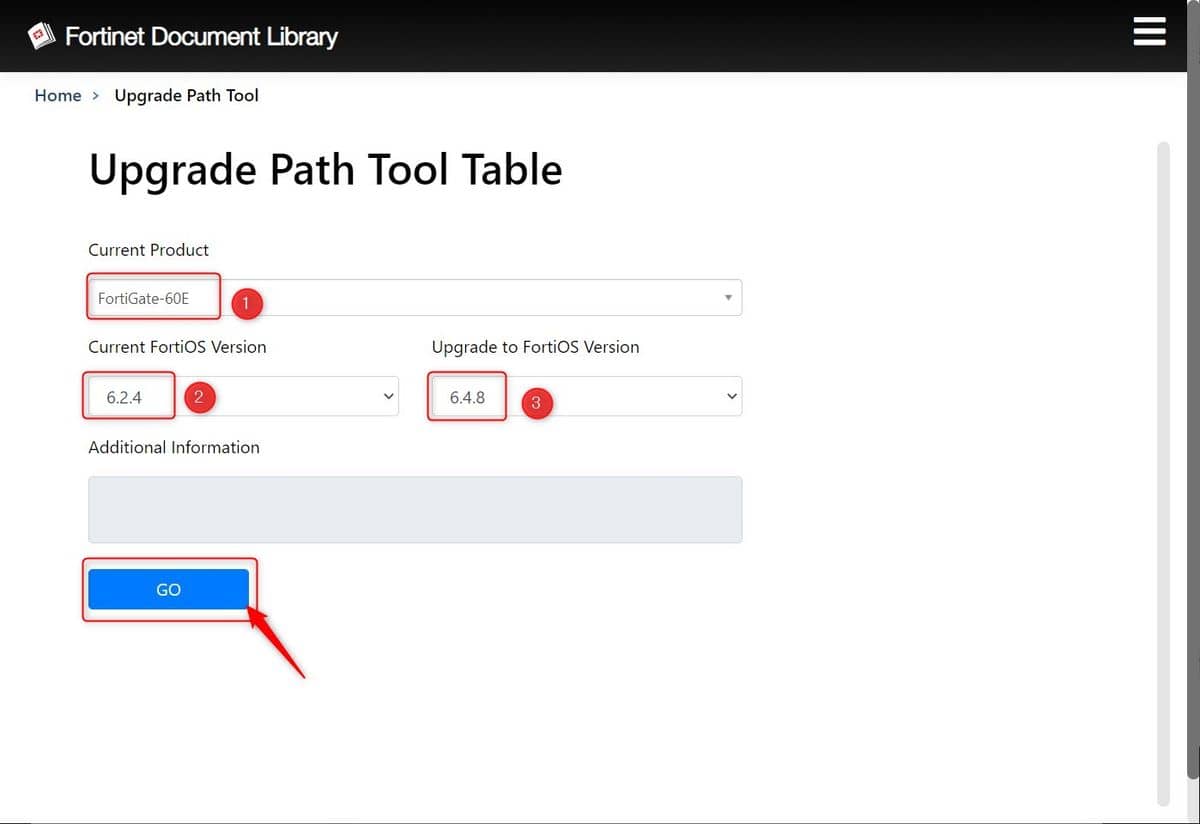 Fortinet Document Library
Home > Upgrade Path Tool
Upgrade Path Tool Table
Current Product
FortiGate-60E
1
Current FortiOS Version Upgrade to FortiOS Version
6.2.4 2 6.4.8 3
Additional Information
GO